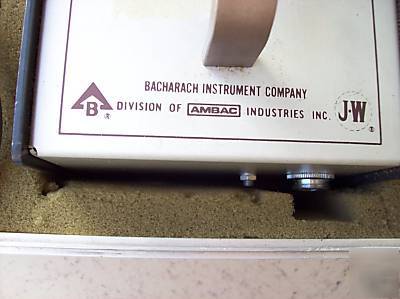 BACHARACH INSTRUMENT COMPANY
B ® DIVISION OF AMBAC INDUSTRIES INC. J-W ®